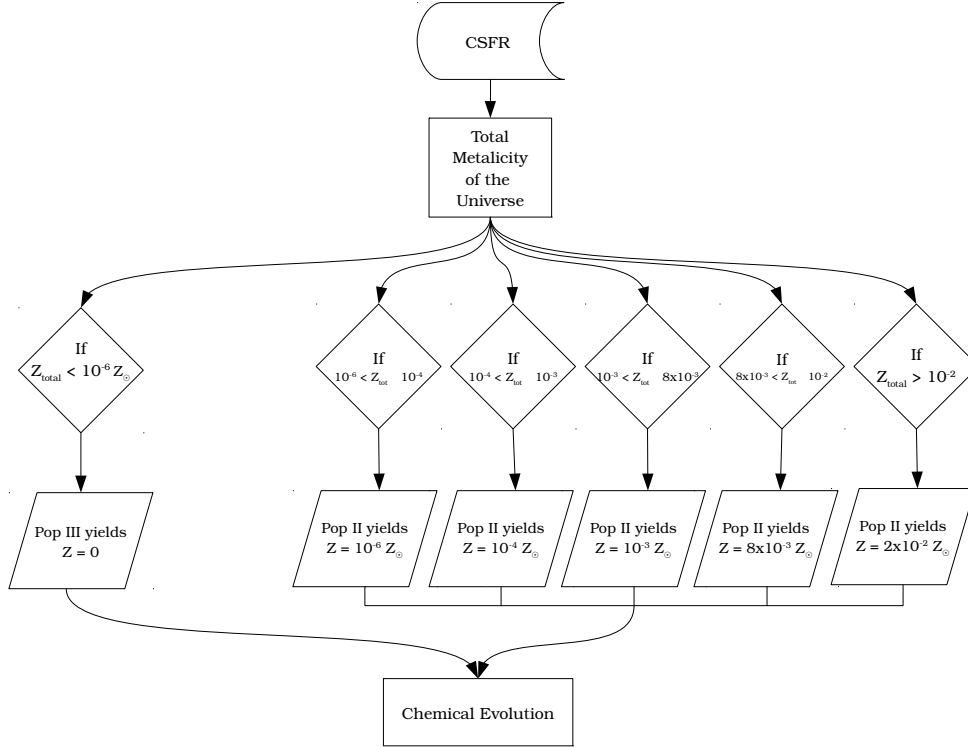 CSFR
Total
Metalicity
of the
Universe
If
Z_total < 10^-6 Z_☉
If
10^-6 < Z_tot 10^-4
If
10^-4 < Z_tot 10^-3
If
10^-3 < Z_tot 8x10^-3
If
8x10^-3 < Z_tot 10^-2
If
Z_total > 10^-2
Pop III yields
Z = 0
Pop II yields
Z = 10^-6 Z_☉
Pop II yields
Z = 10^-4 Z_☉
Pop II yields
Z = 10^-3 Z_☉
Pop II yields
Z = 8x10^-3 Z_☉
Pop II yields
Z = 2x10^-2 Z_☉
Chemical Evolution